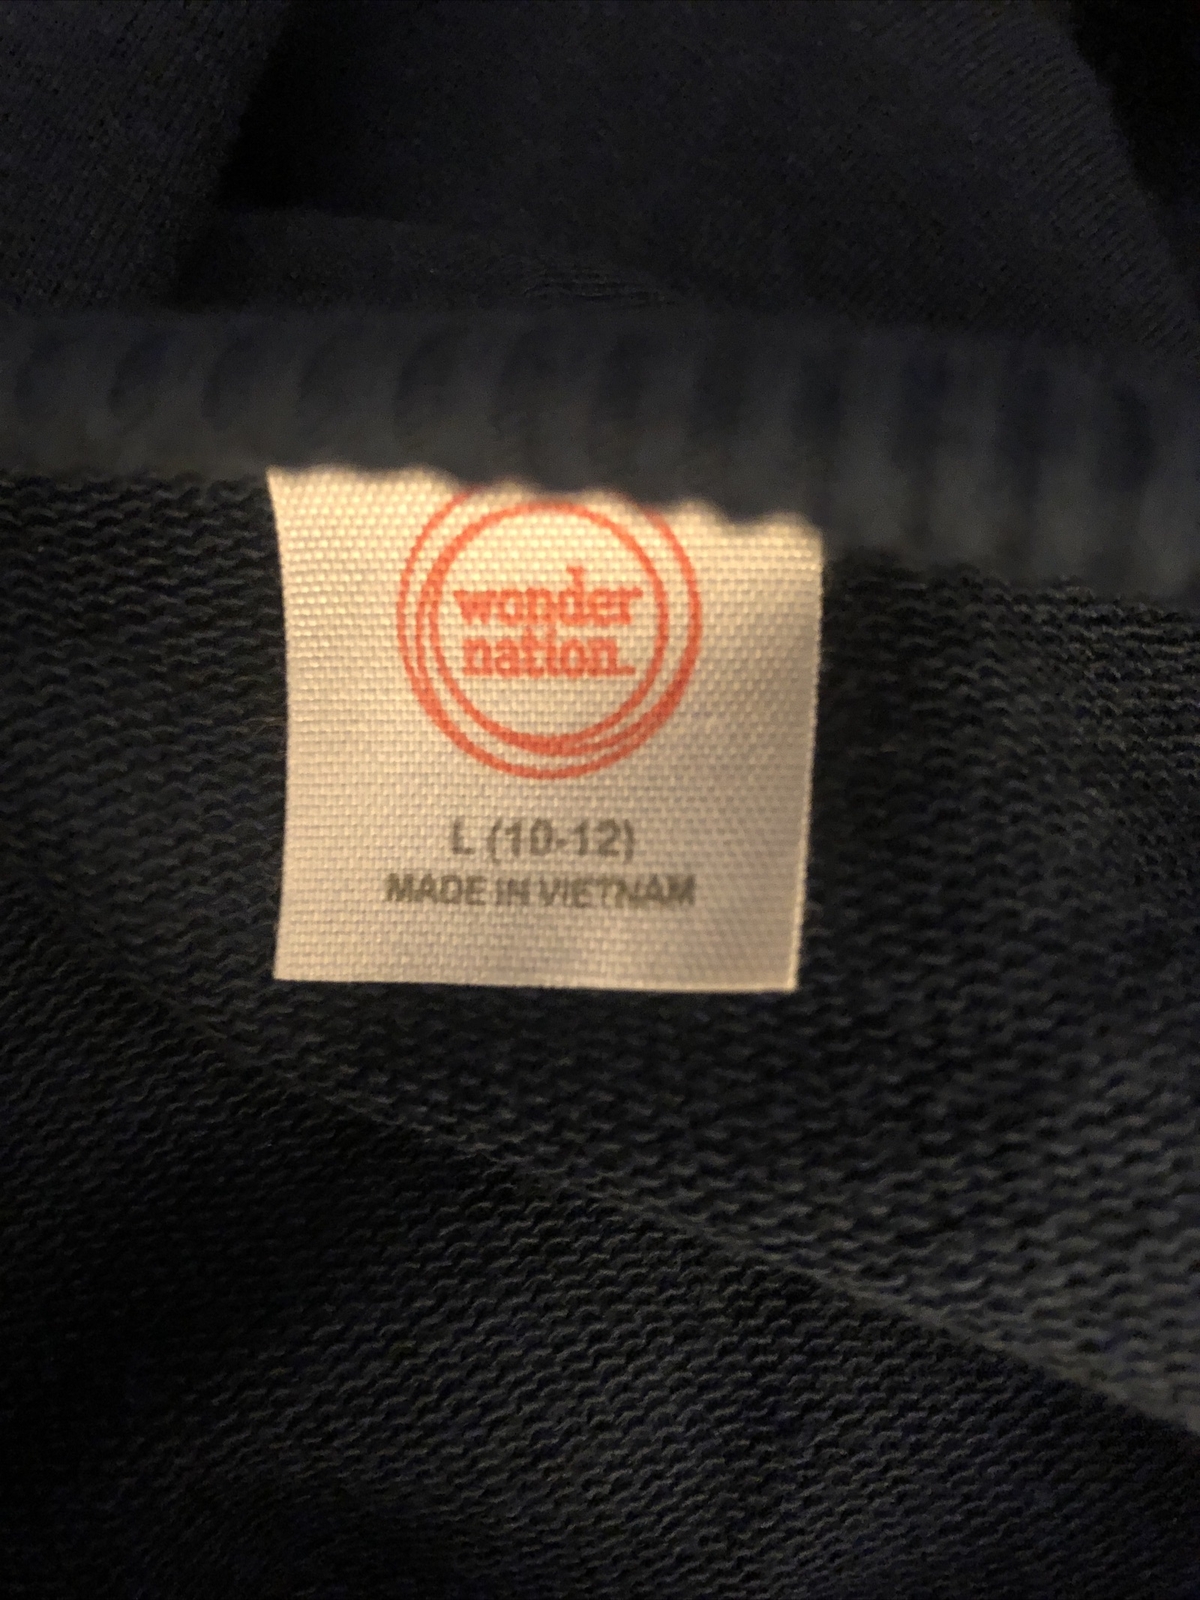 wonder
nation.
L (10-12)
MADE IN VIETNAM